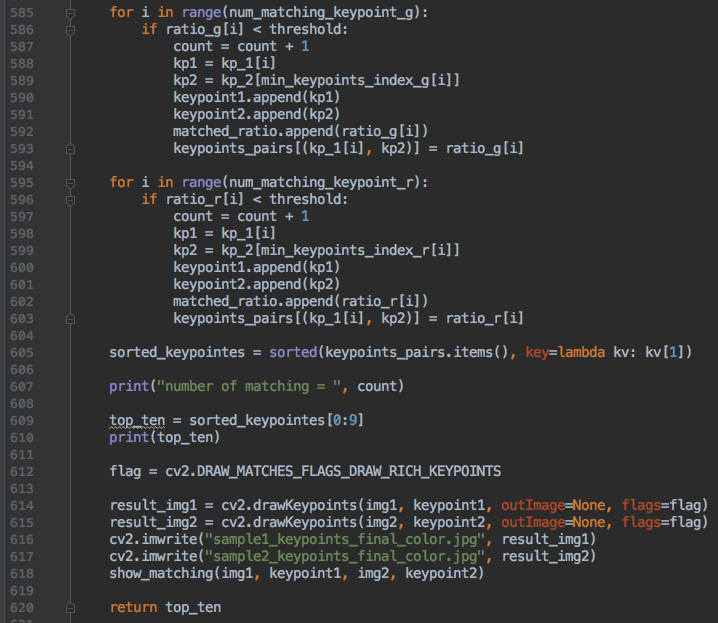 585 for i in range(num_matching_keypoint_g):
586 if ratio_g[i] < threshold:
587 count = count + 1
588 kp1 = kp_1[i]
589 kp2 = kp_2[min_keypoints_index_g[i]]
590 keypoint1.append(kp1)
591 keypoint2.append(kp2)
592 matched_ratio.append(ratio_g[i])
593 keypoints_pairs[(kp_1[i], kp2)] = ratio_g[i]
594
595 for i in range(num_matching_keypoint_r):
596 if ratio_r[i] < threshold:
597 count = count + 1
598 kp1 = kp_1[i]
599 kp2 = kp_2[min_keypoints_index_r[i]]
600 keypoint1.append(kp1)
601 keypoint2.append(kp2)
602 matched_ratio.append(ratio_r[i])
603 keypoints_pairs[(kp_1[i], kp2)] = ratio_r[i]
604
605 sorted_keypointes = sorted(keypoints_pairs.items(), key=lambda kv: kv[1])
606
607 print("number of matching = ", count)
608
609 top_ten = sorted_keypointes[0:9]
610 print(top_ten)
611
612 flag = cv2.DRAW_MATCHES_FLAGS_DRAW_RICH_KEYPOINTS
613
614 result_img1 = cv2.drawKeypoints(img1, keypoint1, outImage=None, flags=flag)
615 result_img2 = cv2.drawKeypoints(img2, keypoint2, outImage=None, flags=flag)
616 cv2.imwrite("sample1_keypoints_final_color.jpg", result_img1)
617 cv2.imwrite("sample2_keypoints_final_color.jpg", result_img2)
618 show_matching(img1, keypoint1, img2, keypoint2)
619
620 return top_ten